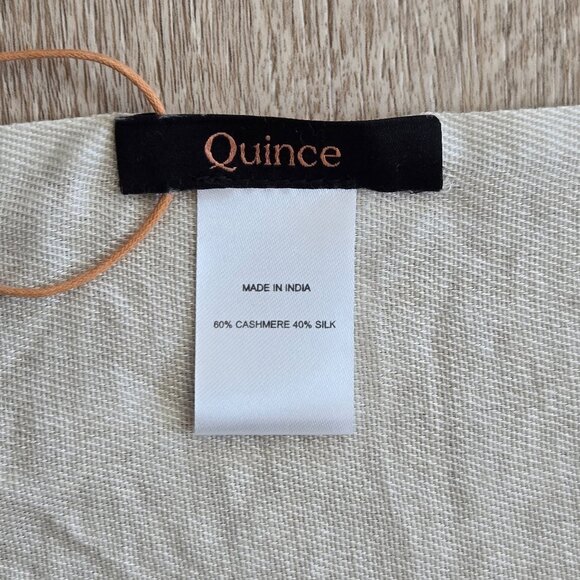 Quince
MADE IN INDIA
60% CASHMERE 40% SILK